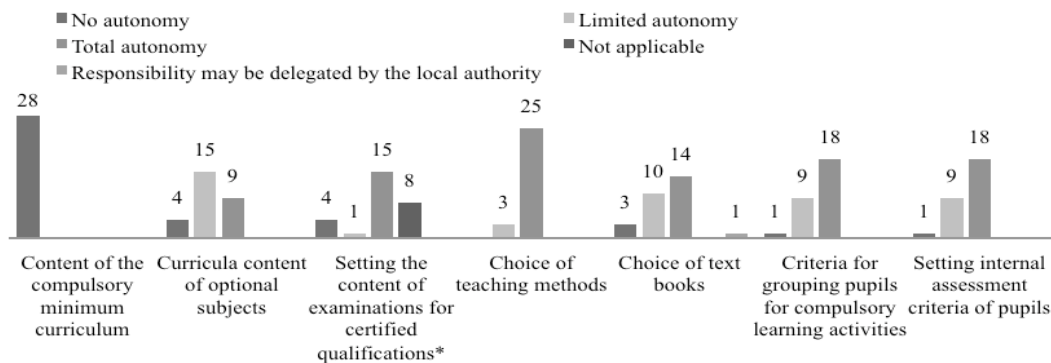 No autonomy
Limited autonomy
Total autonomy
Not applicable
Responsibility may be delegated by the local authority
28
4
15
9
4
1
15
8
3
25
3
10
14
1
1
9
18
1
9
18
Content of the
compulsory
minimum
curriculum
Curricula content
of optional
subjects
Setting the
content of
examinations for
certified
qualifications*
Choice of
teaching methods
Choice of text
books
Criteria for
grouping pupils
for compulsory
learning activities
Setting internal
assessment
criteria of pupils